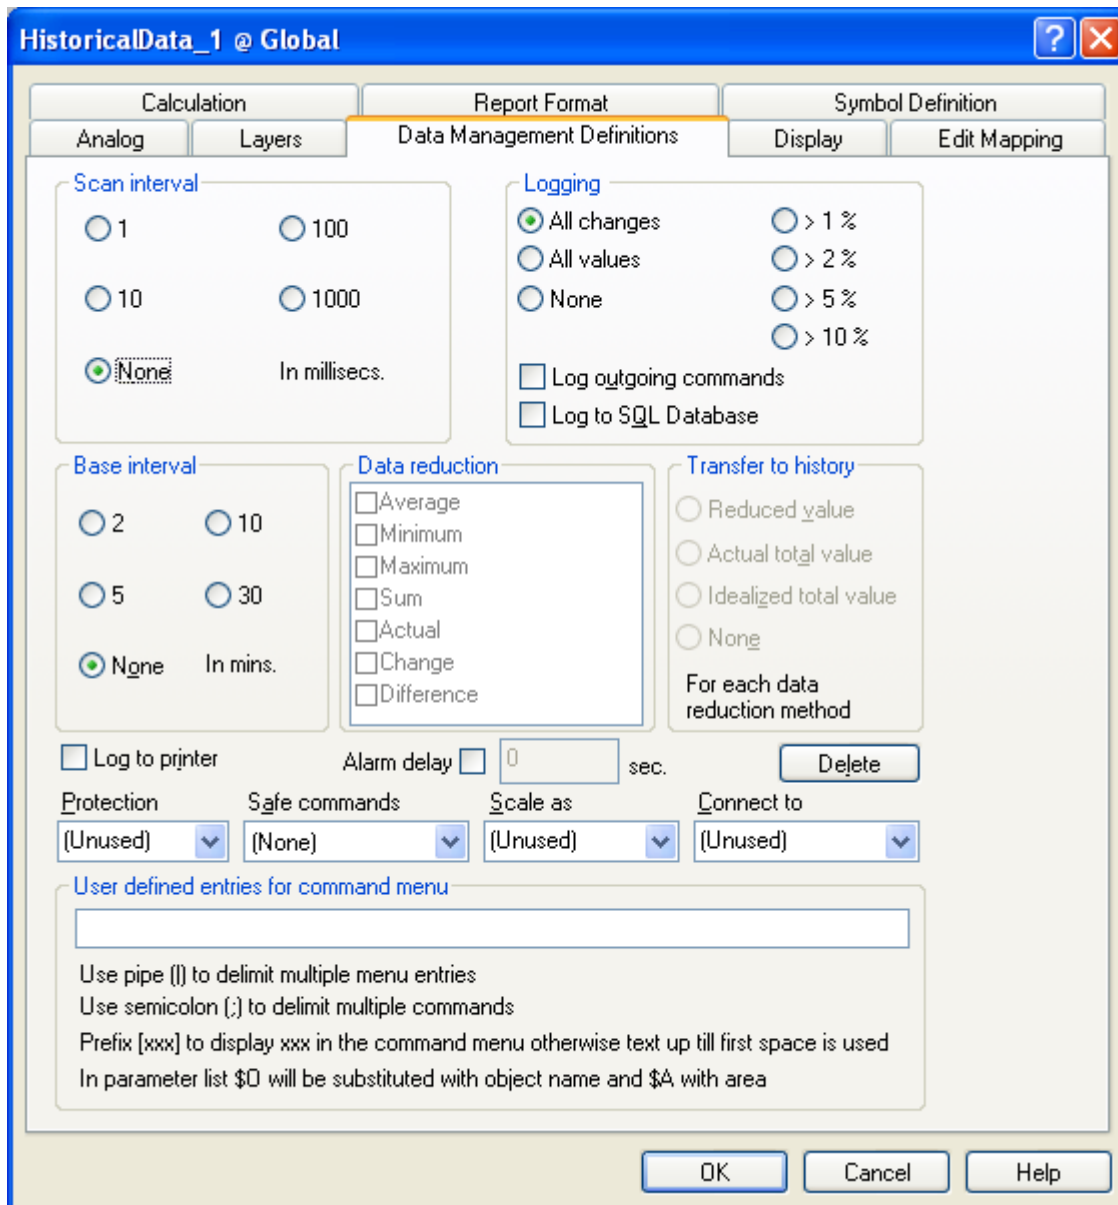 HistoricalData_1 @ Global
Calculation Report Format Symbol Definition
Analog Layers Data Management Definitions Display Edit Mapping
Scan interval
1 100
10 1000
None In millisecs.
Logging
All changes > 1 %
All values > 2 %
None > 5 %
> 10 %
Log outgoing commands
Log to SQL Database
Base interval
2 10
5 30
None In mins.
Data reduction
Average
Minimum
Maximum
Sum
Actual
Change
Difference
Transfer to history
Reduced value
Actual total value
Idealized total value
None
For each data
reduction method
Log to printer Alarm delay 0 sec. Delete
Protection Safe commands Scale as Connect to
(Unused) (None) (Unused) (Unused)
User defined entries for command menu
Use pipe (|) to delimit multiple menu entries
Use semicolon (;) to delimit multiple commands
Prefix [xxx] to display xxx in the command menu otherwise text up till first space is used
In parameter list $O will be substituted with object name and $A with area
OK Cancel Help